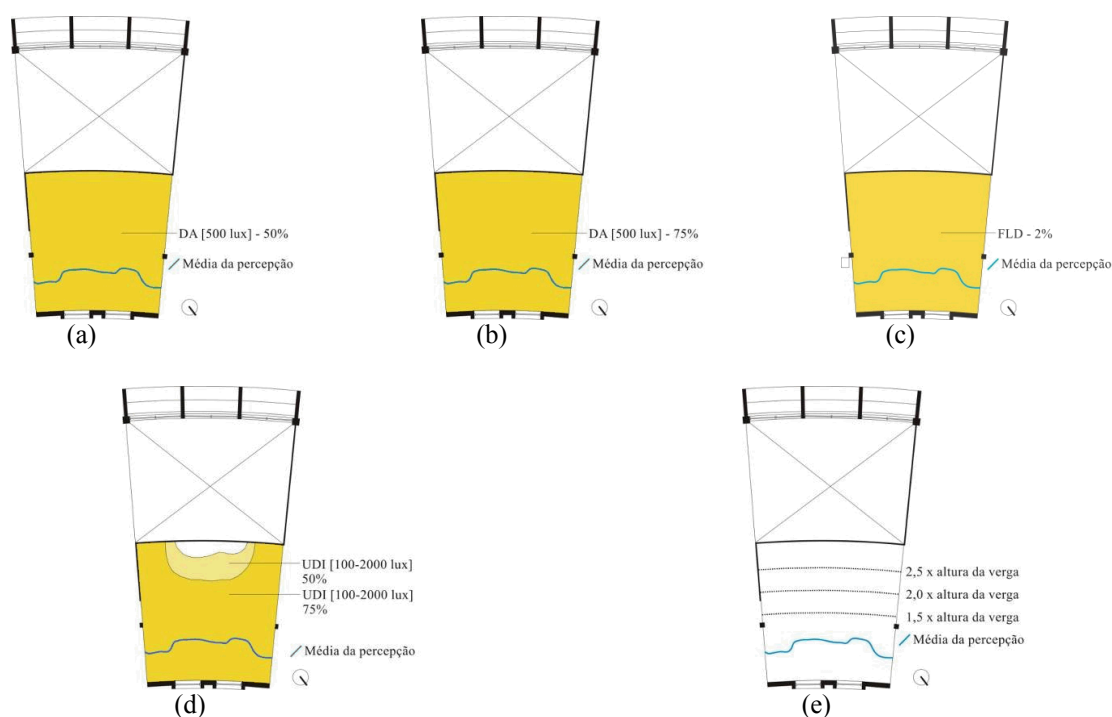 DA [500 lux] - 50%
Média da percepção
(a)
DA [500 lux] - 75%
Média da percepção
(b)
FLD - 2%
Média da percepção
(c)
UDI [100-2000 lux]
50%
UDI [100-2000 lux]
75%
Média da percepção
(d)
2,5 x altura da verga
2,0 x altura da verga
1,5 x altura da verga
Média da percepção
(e)